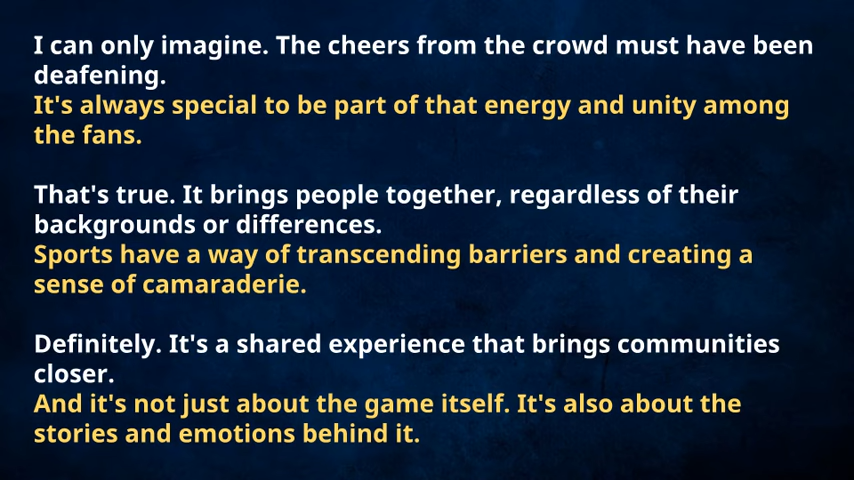 I can only imagine. The cheers from the crowd must have been
deafening.
It's always special to be part of that energy and unity among
the fans.
That's true. It brings people together, regardless of their
backgrounds or differences.
Sports have a way of transcending barriers and creating a
sense of camaraderie.
Definitely. It's a shared experience that brings communities
closer.
And it's not just about the game itself. It's also about the
stories and emotions behind it.